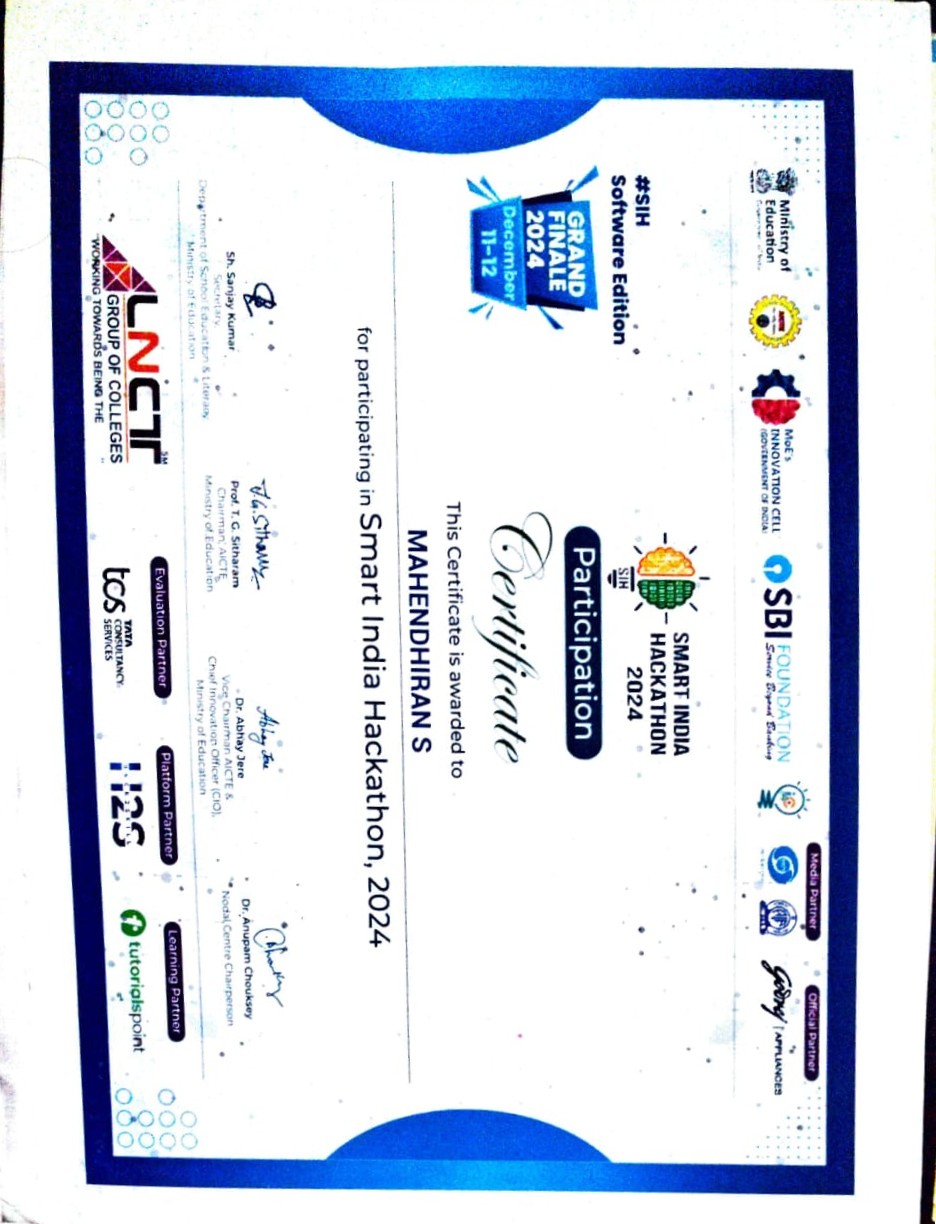 Media Partner
Official Partner
Ministry of
Education
MoE's
INNOVATION CELL
(GOVERNMENT OF INDIA)
SBI FOUNDATION
Service Beyond Banking
Godrej | APPLIANCES
#SIH
Software Edition
SIH
SMART INDIA
HACKATHON
2024
GRAND
FINALE
2024
December
11-12
Participation
Certificate
This Certificate is awarded to
MAHENDHIRAN S
for participating in Smart India Hackathon, 2024
Sh. Sanjay Kumar
Secretary,
Department of School Education & Literacy,
Ministry of Education
Prof. T. G. Sitharam
Chairman, AICTE,
Ministry of Education
Dr. Abhay Jere
Vice Chairman AICTE &
Chief Innovation Officer (CIO),
Ministry of Education
Dr. Anupam Chouksey
Nodal Centre Chairperson
LNCT SM
GROUP OF COLLEGES
"WORKING TOWARDS BEING THE
Evaluation Partner
tcs TATA
CONSULTANCY
SERVICES
Platform Partner
H2S
Learning Partner
tutorialspoint